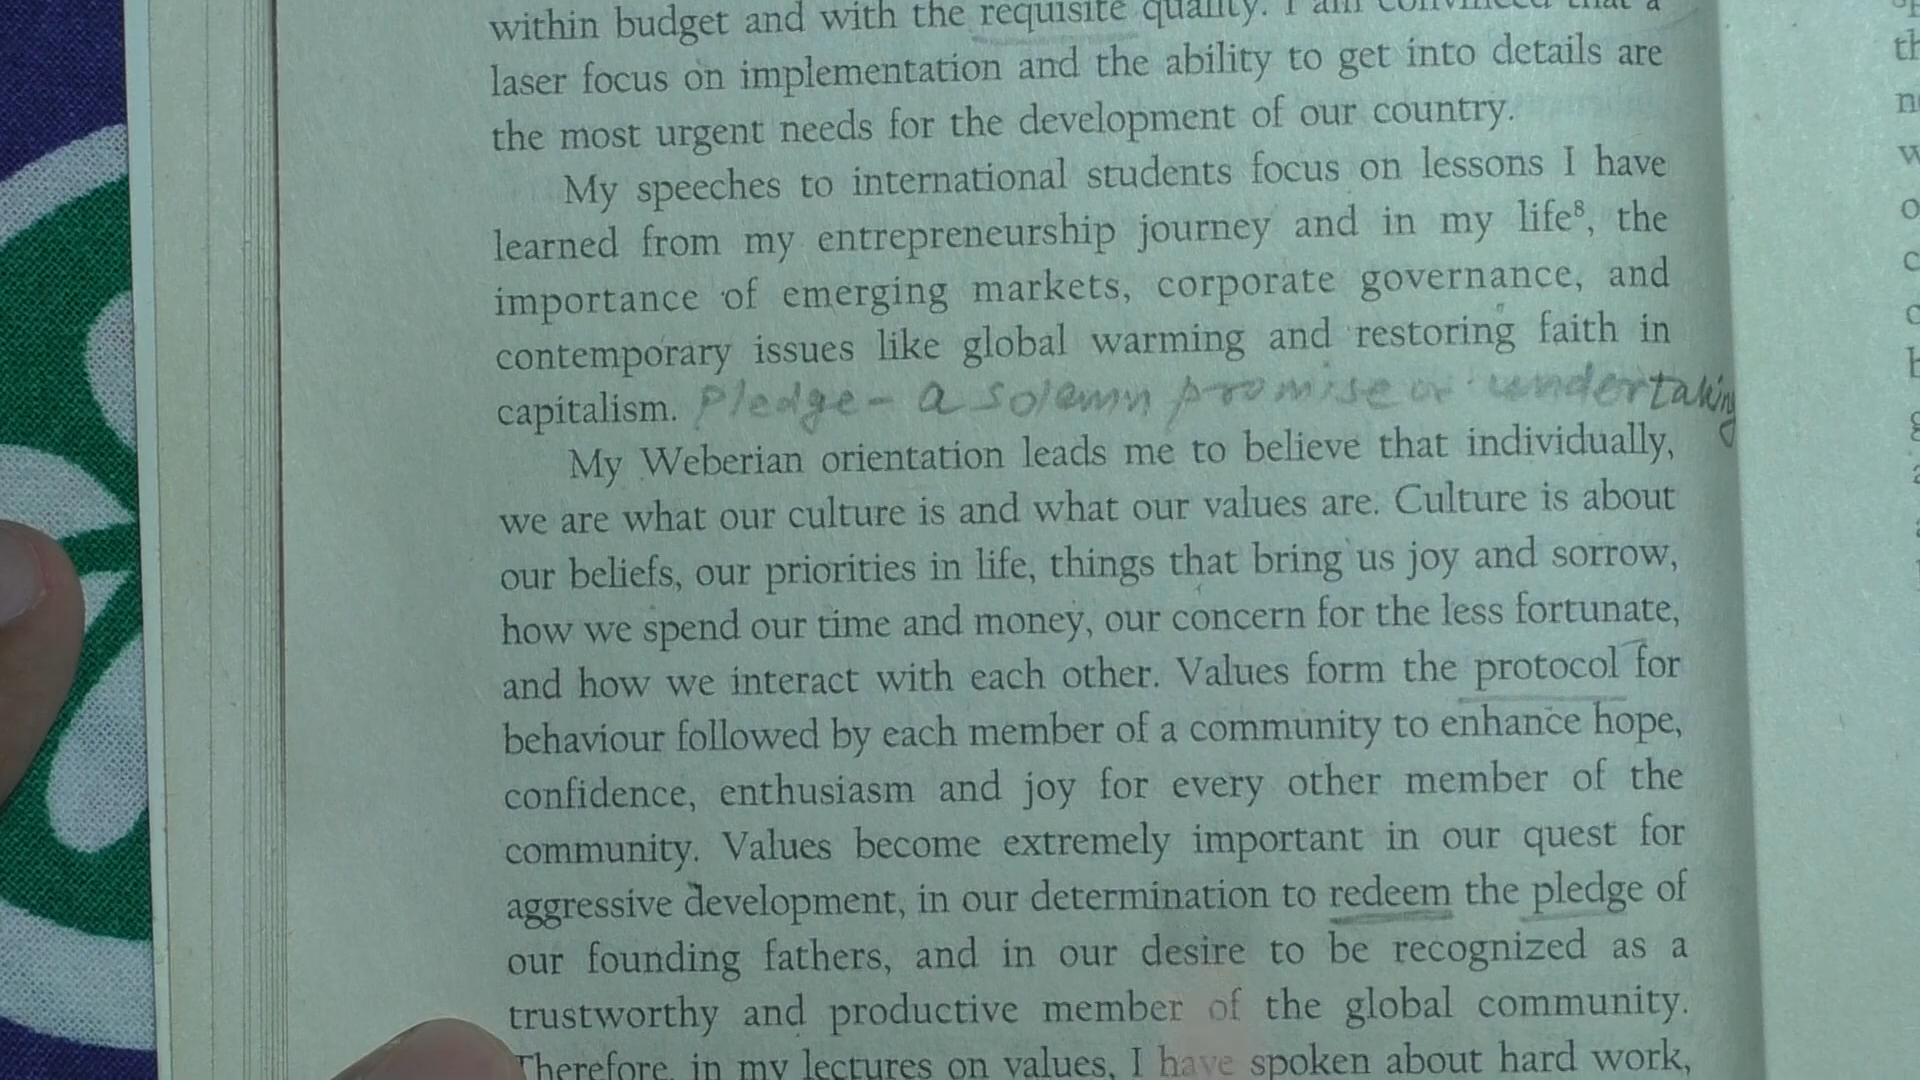 within budget and with the requisite quality. I am convinced that a
laser focus on implementation and the ability to get into details are
the most urgent needs for the development of our country.
My speeches to international students focus on lessons I have
learned from my entrepreneurship journey and in my life⁸, the
importance of emerging markets, corporate governance, and
contemporary issues like global warming and restoring faith in
capitalism. Pledge - a solemn promise or undertaking
My Weberian orientation leads me to believe that individually,
we are what our culture is and what our values are. Culture is about
our beliefs, our priorities in life, things that bring us joy and sorrow,
how we spend our time and money, our concern for the less fortunate,
and how we interact with each other. Values form the protocol for
behaviour followed by each member of a community to enhance hope,
confidence, enthusiasm and joy for every other member of the
community. Values become extremely important in our quest for
aggressive development, in our determination to redeem the pledge of
our founding fathers, and in our desire to be recognized as a
trustworthy and productive member of the global community.
Therefore, in my lectures on values, I have spoken about hard work,